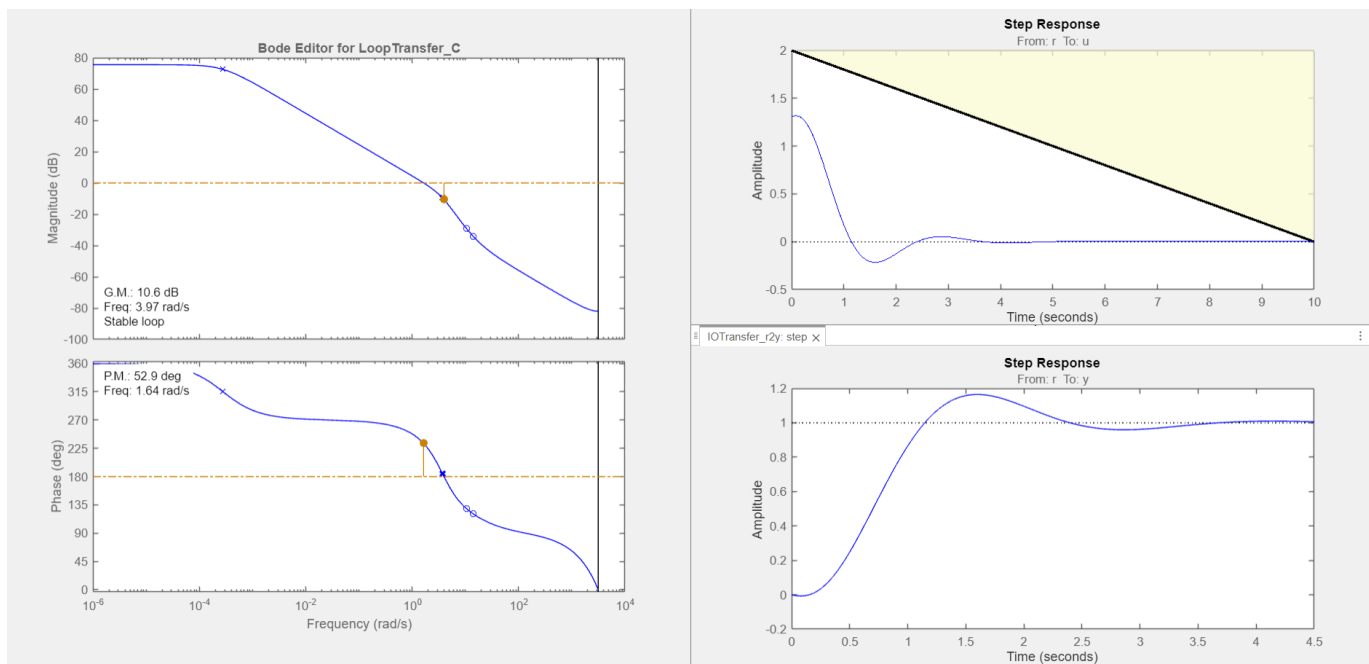 Bode Editor for LoopTransfer_C
80
60
40
20
0
-20
-40
-60
-80
-100
Magnitude (dB)
G.M.: 10.6 dB
Freq: 3.97 rad/s
Stable loop
360
315
270
225
180
135
90
45
0
Phase (deg)
P.M.: 52.9 deg
Freq: 1.64 rad/s
10^-6
10^-4
10^-2
10^0
10^2
10^4
Frequency (rad/s)
Step Response
From: r To: u
2
1.5
1
0.5
0
-0.5
Amplitude
0 1 2 3 4 5 6 7 8 9 10
Time (seconds)
IOTransfer_r2y: step
Step Response
From: r To: y
1.2
1
0.8
0.6
0.4
0.2
0
-0.2
Amplitude
0 0.5 1 1.5 2 2.5 3 3.5 4 4.5
Time (seconds)